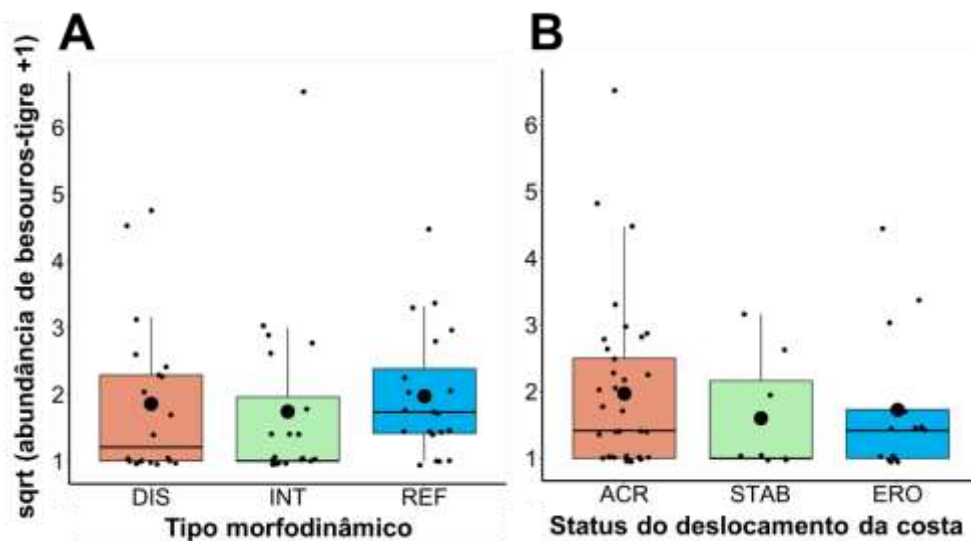 A
B
sqrt (abundância de besouros-tigre +1)
6
5
4
3
2
1
DIS INT REF
Tipo morfodinâmico
6
5
4
3
2
1
ACR STAB ERO
Status do deslocamento da costa